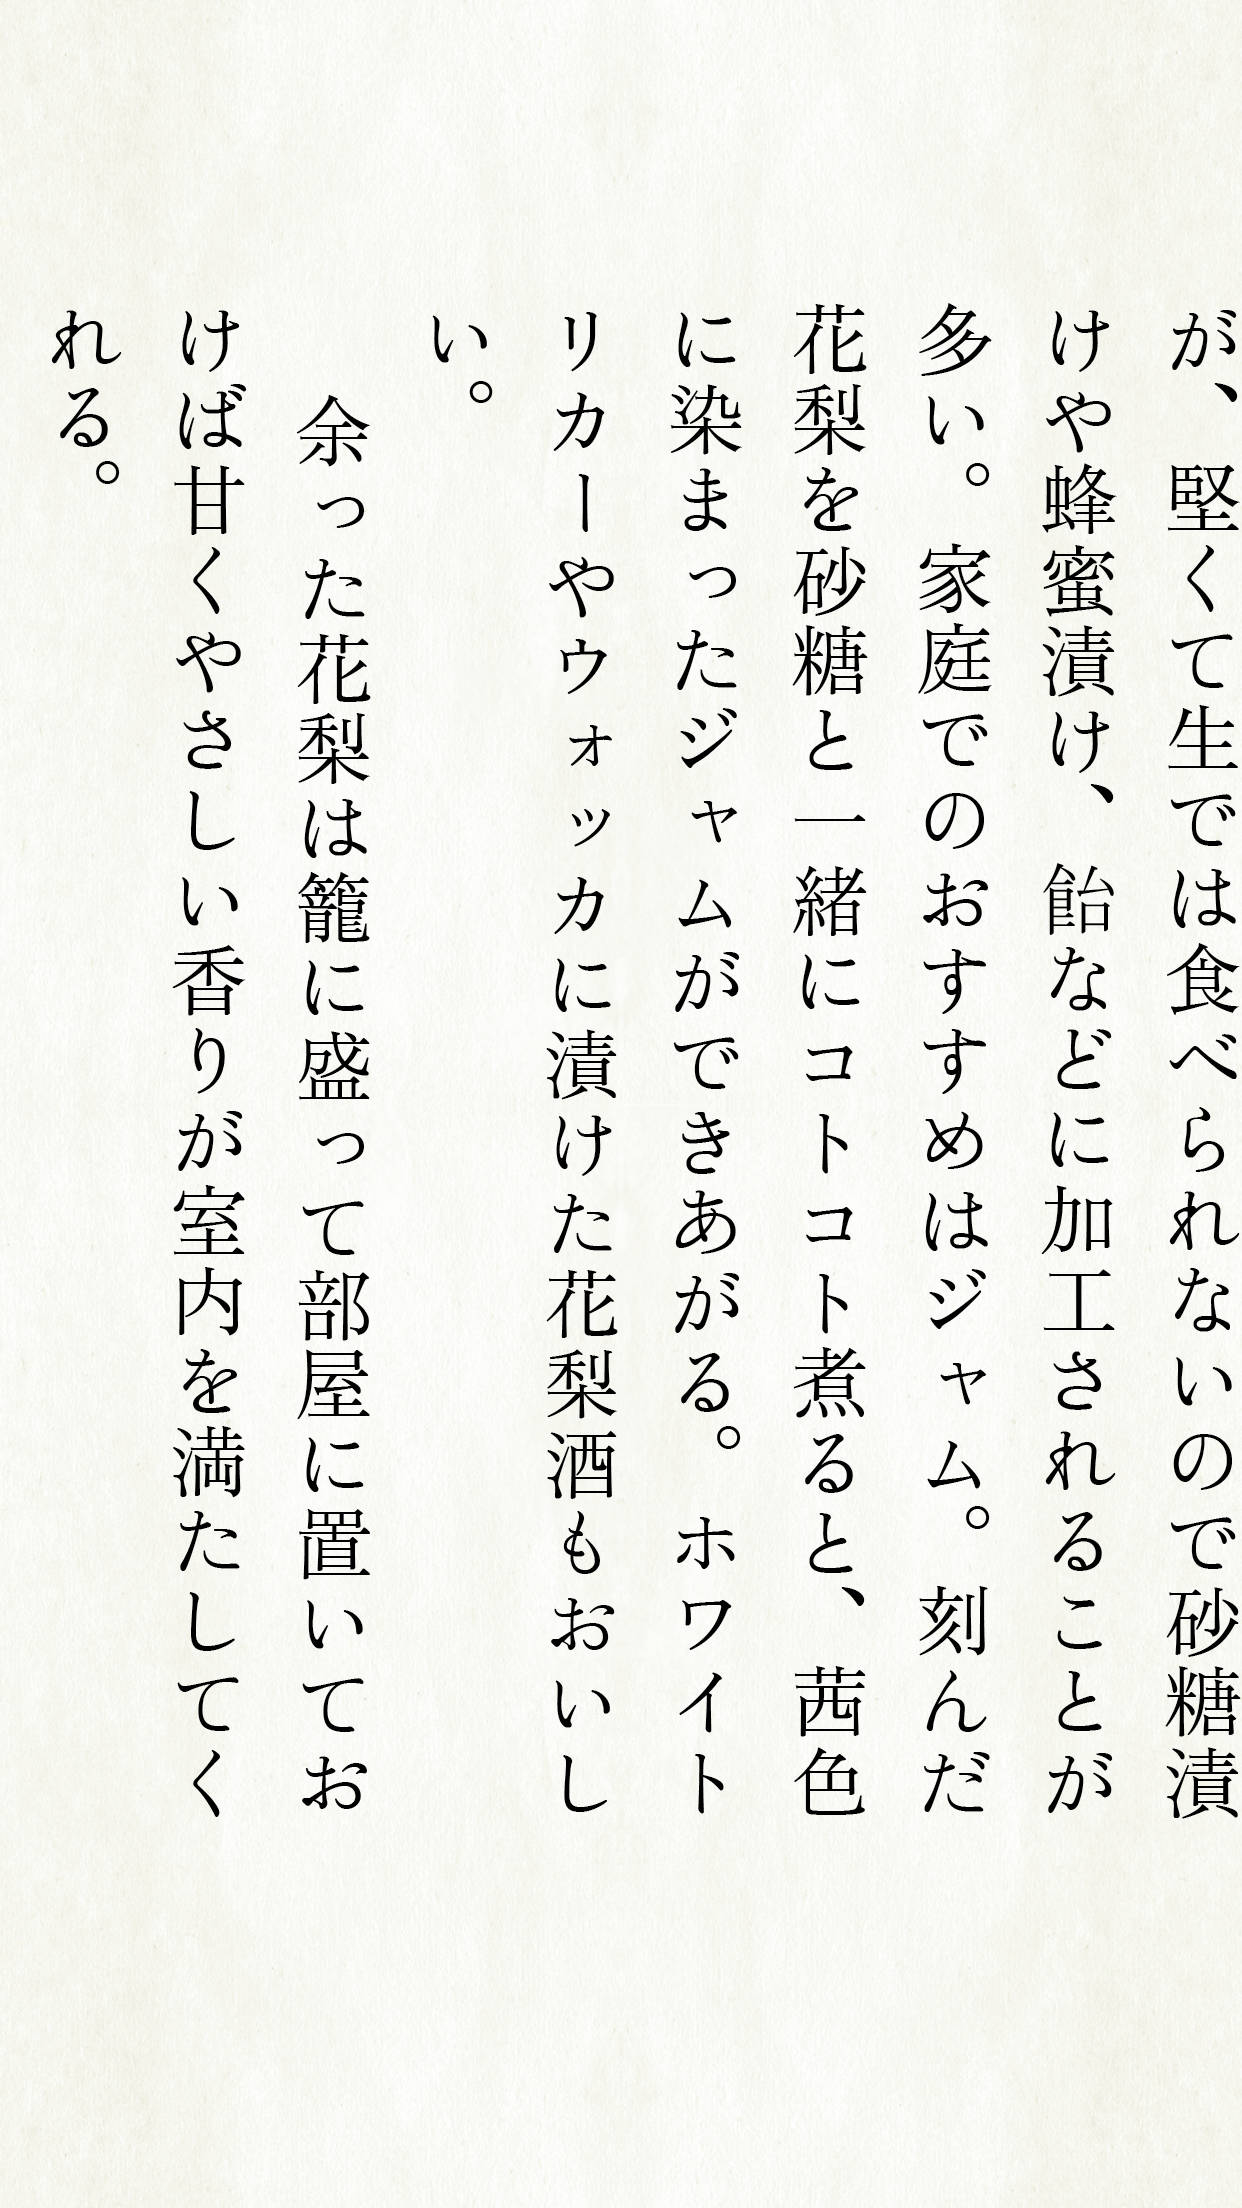 が、堅くて生では食べられないので砂糖漬
けや蜂蜜漬け、飴などに加工されることが
多い。家庭でのおすすめはジャム。刻んだ
花梨を砂糖と一緒にコトコト煮ると、茜色
に染まったジャムができあがる。ホワイト
リカーやウォッカに漬けた花梨酒もおいし
い。
　余った花梨は籠に盛って部屋に置いてお
けば甘くやさしい香りが室内を満たしてく
れる。